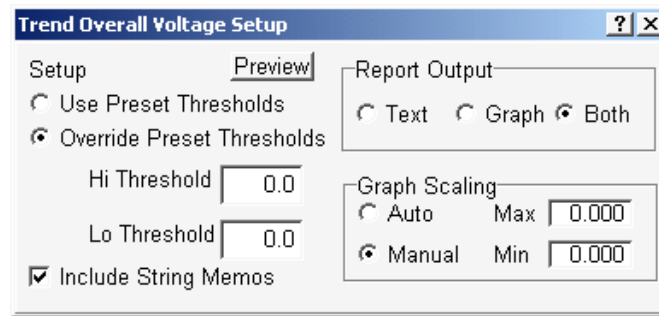 Trend Overall Voltage Setup
Setup
Preview
Use Preset Thresholds
Override Preset Thresholds
Hi Threshold 0.0
Lo Threshold 0.0
Include String Memos
Report Output
Text Graph Both
Graph Scaling
Auto Max 0.000
Manual Min 0.000